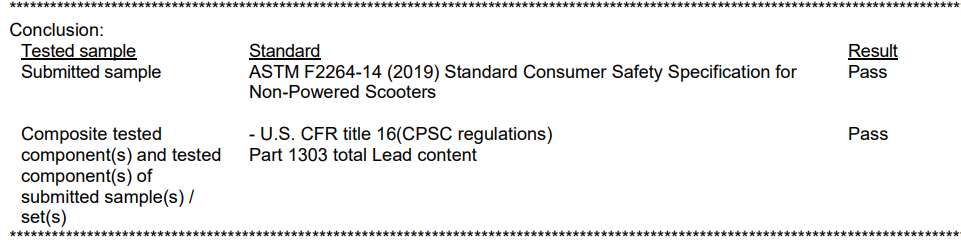 ****************************************************************************************************************************************
Conclusion:
Tested sample Standard Result
Submitted sample ASTM F2264-14 (2019) Standard Consumer Safety Specification for Pass
Non-Powered Scooters
Composite tested - U.S. CFR title 16(CPSC regulations) Pass
component(s) and tested Part 1303 total Lead content
component(s) of
submitted sample(s) /
set(s)
****************************************************************************************************************************************